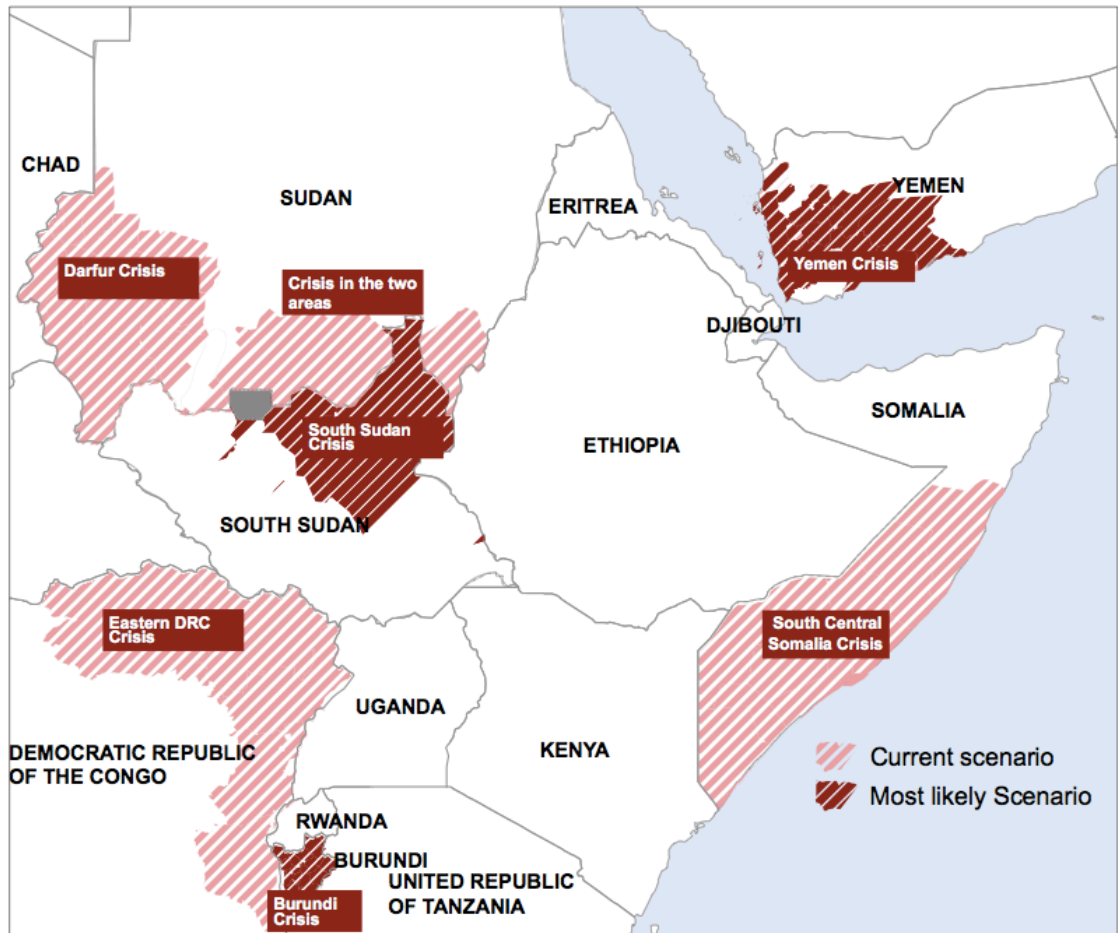 CHAD
SUDAN
ERITREA
YEMEN
Darfur Crisis
Crisis in the two
areas
Yemen Crisis
DJIBOUTI
SOMALIA
South Sudan
Crisis
ETHIOPIA
SOUTH SUDAN
Eastern DRC
Crisis
South Central
Somalia Crisis
UGANDA
KENYA
DEMOCRATIC REPUBLIC
OF THE CONGO
Current scenario
Most likely Scenario
RWANDA
BURUNDI
UNITED REPUBLIC
OF TANZANIA
Burundi
Crisis